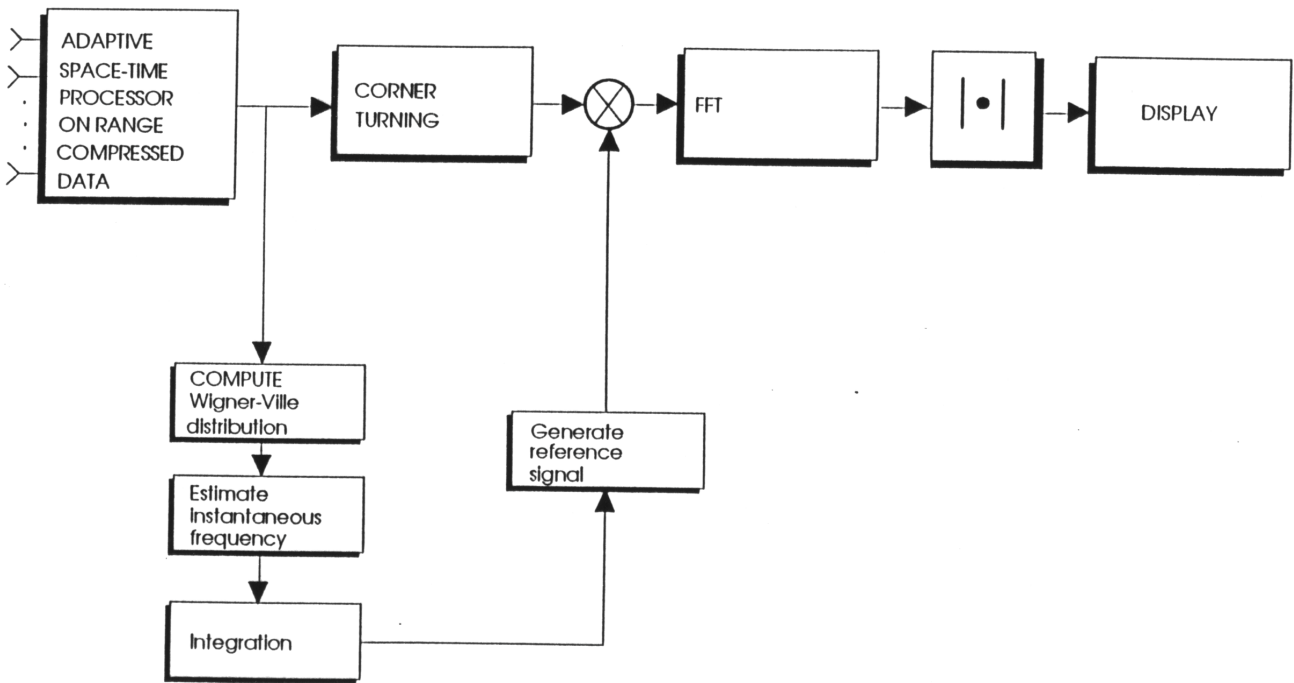 ADAPTIVE
SPACE-TIME
PROCESSOR
ON RANGE
COMPRESSED
DATA
CORNER
TURNING
FFT
|•|
DISPLAY
COMPUTE
Wigner-Ville
distribution
Estimate
instantaneous
frequency
Integration
Generate
reference
signal